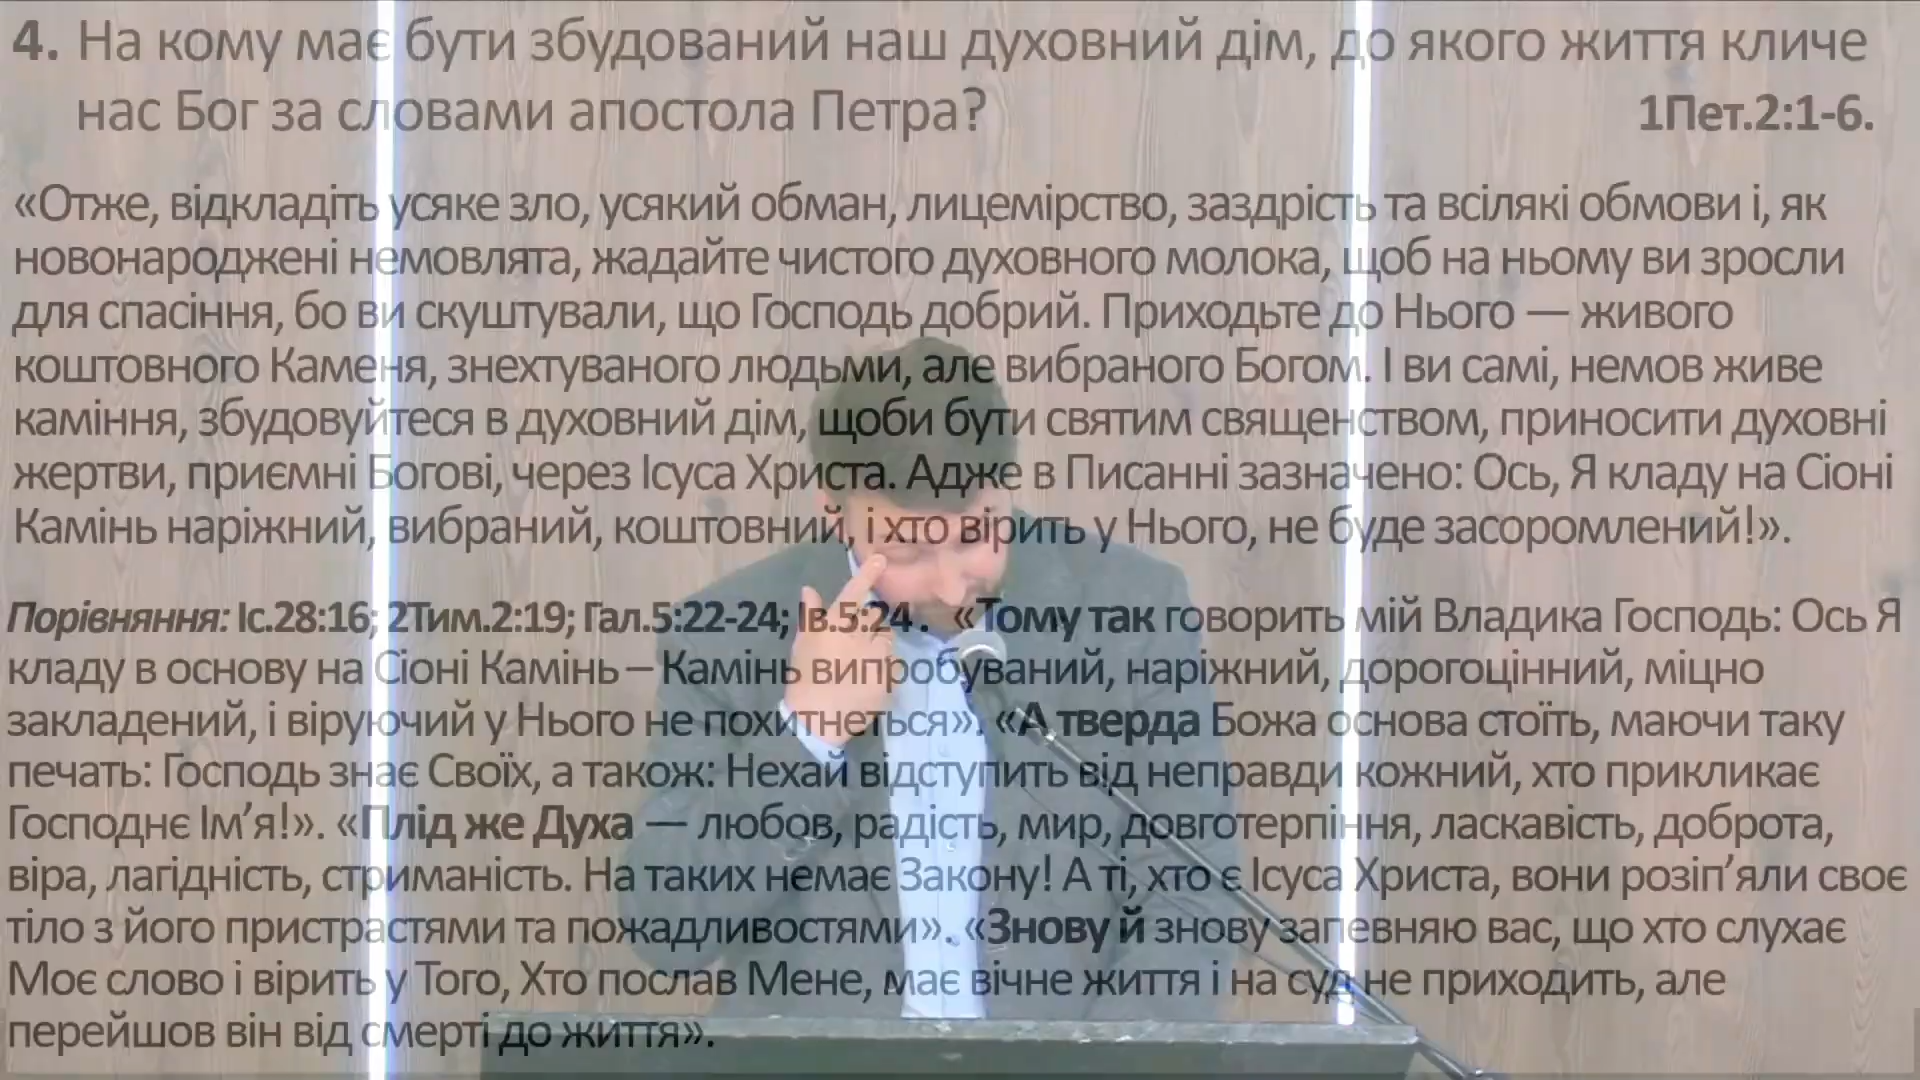 4. На кому має бути збудований наш духовний дім, до якого життя кличе
нас Бог за словами апостола Петра? 1Пет.2:1-6.
«Отже, відкладіть усяке зло, усякий обман, лицемірство, заздрість та всілякі обмови і, як
новонароджені немовлята, жадайте чистого духовного молока, щоб на ньому ви зросли
для спасіння, бо ви скуштували, що Господь добрий. Приходьте до Нього — живого
коштовного Каменя, знехтуваного людьми, але вибраного Богом. І ви самі, немов живе
каміння, збудовуйтеся в духовний дім, щоби бути святим священством, приносити духовні
жертви, приємні Богові, через Ісуса Христа. Адже в Писанні зазначено: Ось, Я кладу на Сіоні
Камінь наріжний, вибраний, коштовний, і хто вірить у Нього, не буде засоромлений!».
Порівняння: Іс.28:16; 2Тим.2:19; Гал.5:22-24; Ів.5:24. «Тому так говорить мій Владика Господь: Ось Я
кладу в основу на Сіоні Камінь – Камінь випробуваний, наріжний, дорогоцінний, міцно
закладений, і віруючий у Нього не похитнеться». «А тверда Божа основа стоїть, маючи таку
печать: Господь знає Своїх, а також: Нехай відступить від неправди кожний, хто прикликає
Господнє Ім’я!». «Плід же Духа — любов, радість, мир, довготерпіння, ласкавість, доброта,
віра, лагідність, стриманість. На таких немає Закону! А ті, хто є Ісуса Христа, вони розіп’яли своє
тіло з його пристрастями та пожадливостями». «Знову й знову запевняю вас, що хто слухає
Моє слово і вірить у Того, Хто послав Мене, має вічне життя і на суд не приходить, але
перейшов він від смерті до життя».